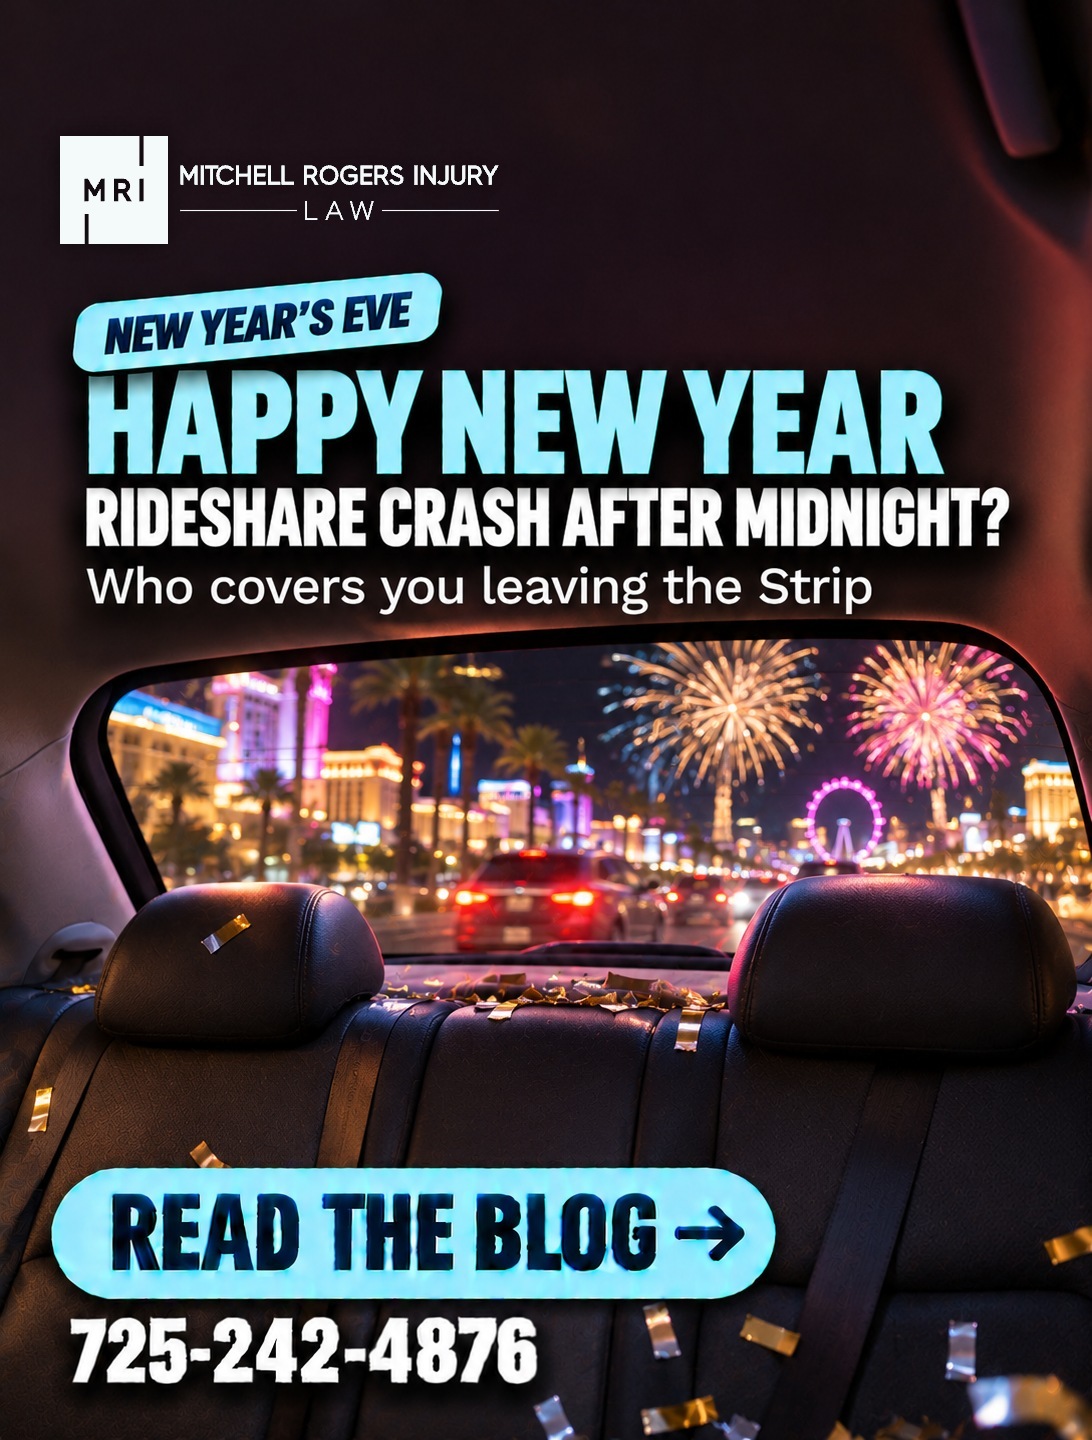 MRI
MITCHELL ROGERS INJURY
LAW
NEW YEAR'S EVE
HAPPY NEW YEAR
RIDESHARE CRASH AFTER MIDNIGHT?
Who covers you leaving the Strip
READ THE BLOG →
725-242-4876